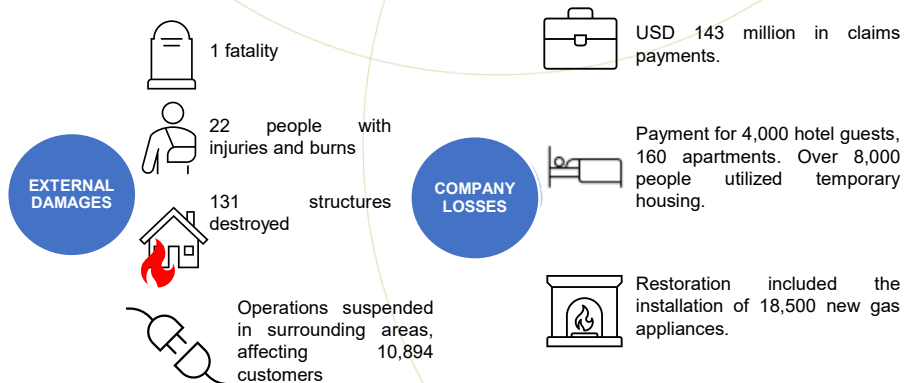 EXTERNAL
DAMAGES
1 fatality
22 people with
injuries and burns
131 structures
destroyed
Operations suspended
in surrounding areas,
affecting 10,894
customers
COMPANY
LOSSES
USD 143 million in claims
payments.
Payment for 4,000 hotel guests,
160 apartments. Over 8,000
people utilized temporary
housing.
Restoration included the
installation of 18,500 new gas
appliances.